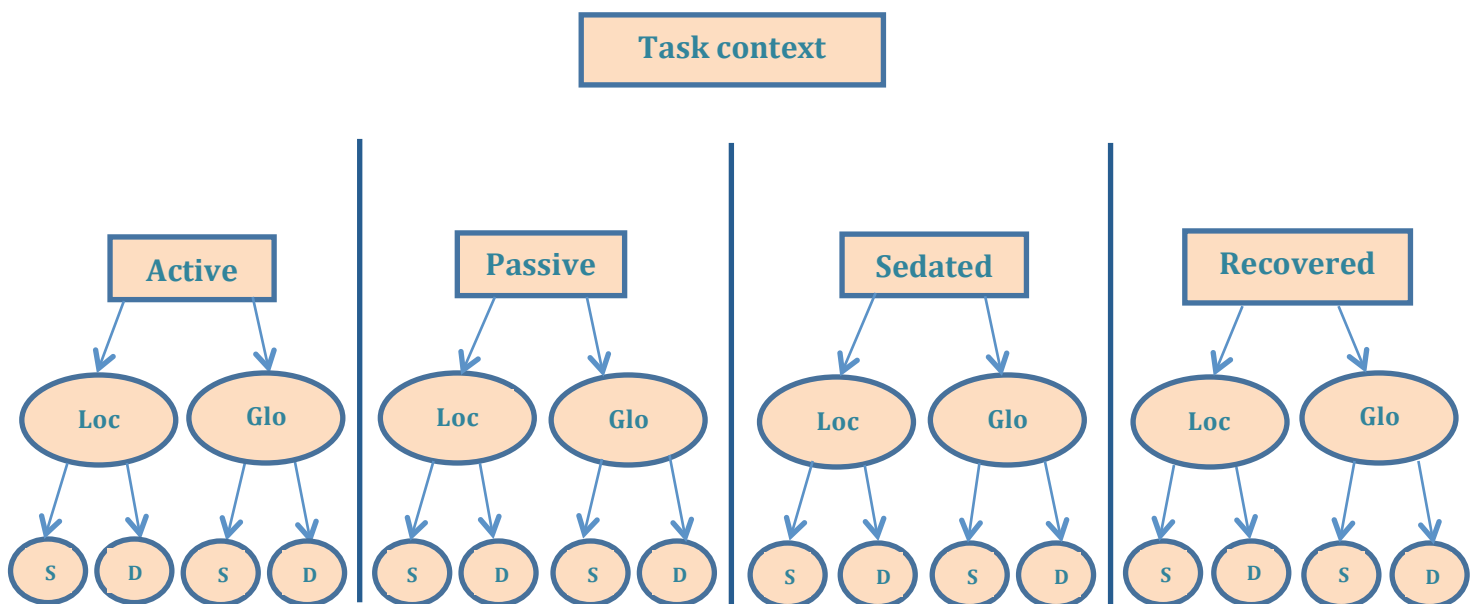 Task context
Active
Passive
Sedated
Recovered
Loc
Glo
Loc
Glo
Loc
Glo
Loc
Glo
S
D
S
D
S
D
S
D
S
D
S
D
S
D
S
D